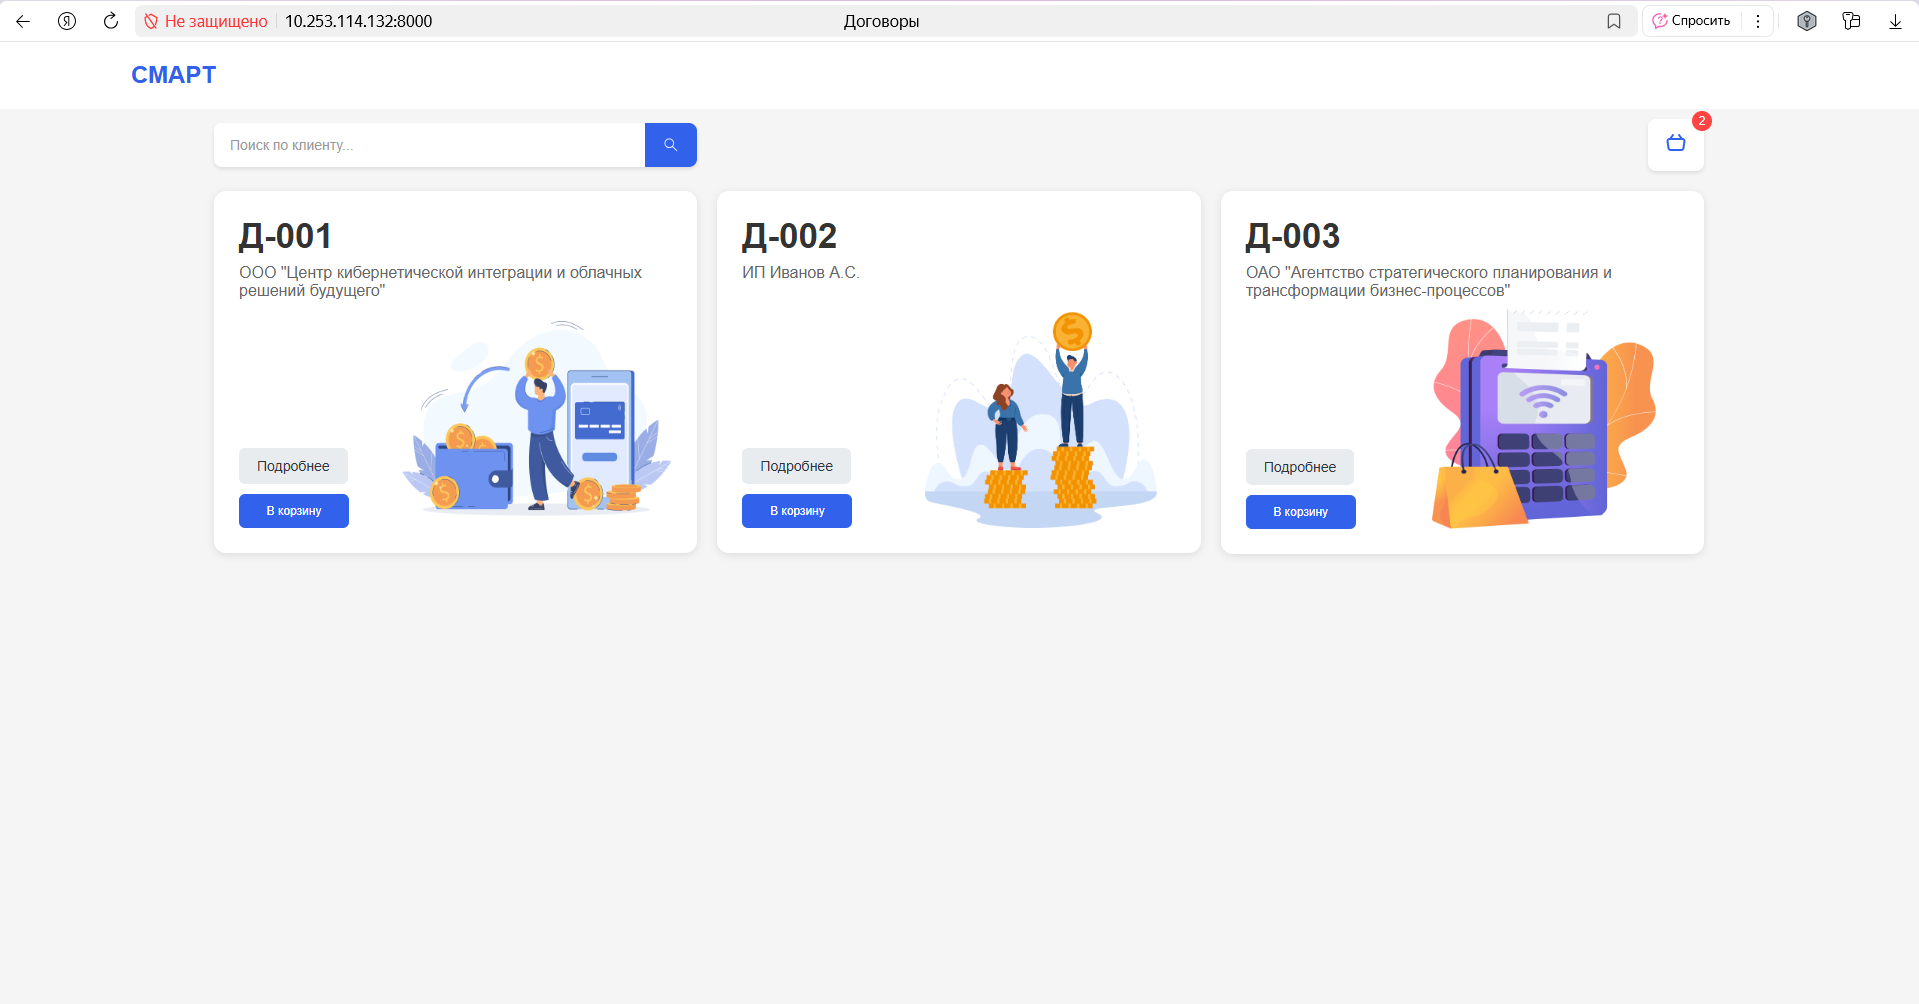 Не защищено
10.253.114.132:8000
Договоры
Спросить
СМАРТ
Поиск по клиенту...
2
Д-001
ООО "Центр кибернетической интеграции и облачных
решений будущего"
Подробнее
В корзину
Д-002
ИП Иванов А.С.
Подробнее
В корзину
Д-003
ОАО "Агентство стратегического планирования и
трансформации бизнес-процессов"
Подробнее
В корзину